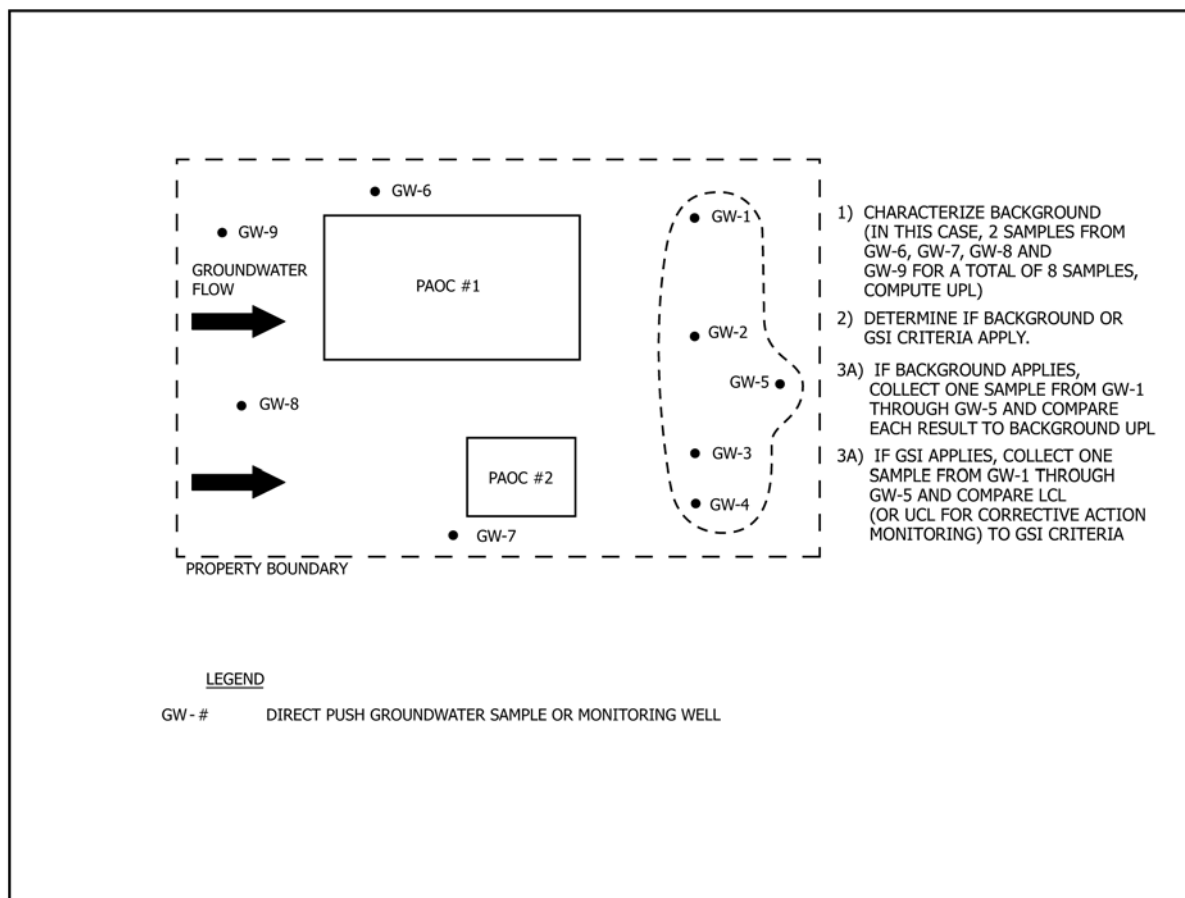 GW-6
GW-9
GROUNDWATER
FLOW
PAOC #1
GW-8
PAOC #2
GW-7
GW-1
GW-2
GW-5
GW-3
GW-4
PROPERTY BOUNDARY
1) CHARACTERIZE BACKGROUND
(IN THIS CASE, 2 SAMPLES FROM
GW-6, GW-7, GW-8 AND
GW-9 FOR A TOTAL OF 8 SAMPLES,
COMPUTE UPL)
2) DETERMINE IF BACKGROUND OR
GSI CRITERIA APPLY.
3A) IF BACKGROUND APPLIES,
COLLECT ONE SAMPLE FROM GW-1
THROUGH GW-5 AND COMPARE
EACH RESULT TO BACKGROUND UPL
3A) IF GSI APPLIES, COLLECT ONE
SAMPLE FROM GW-1 THROUGH
GW-5 AND COMPARE LCL
(OR UCL FOR CORRECTIVE ACTION
MONITORING) TO GSI CRITERIA
LEGEND
GW - # DIRECT PUSH GROUNDWATER SAMPLE OR MONITORING WELL